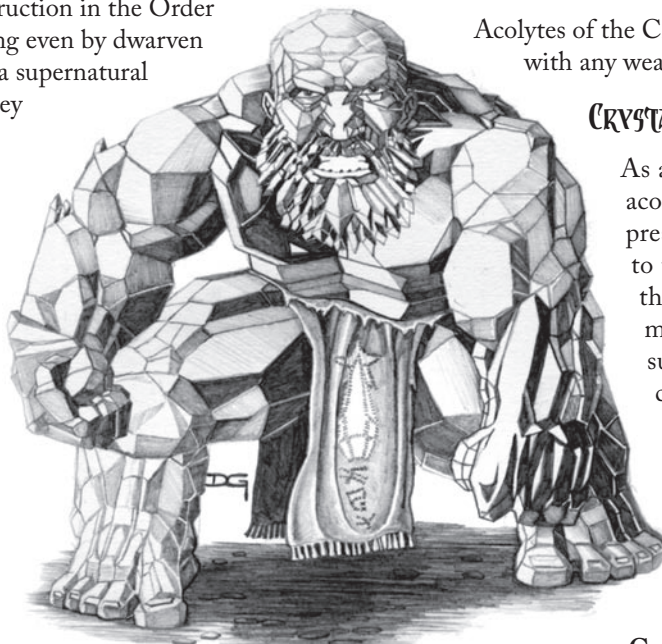 ruction in the Order
ng even by dwarven
a supernatural
ey
DG
Acolytes of the C
with any wea
CRYSTA
As a
aco
pre
to
th
m
su